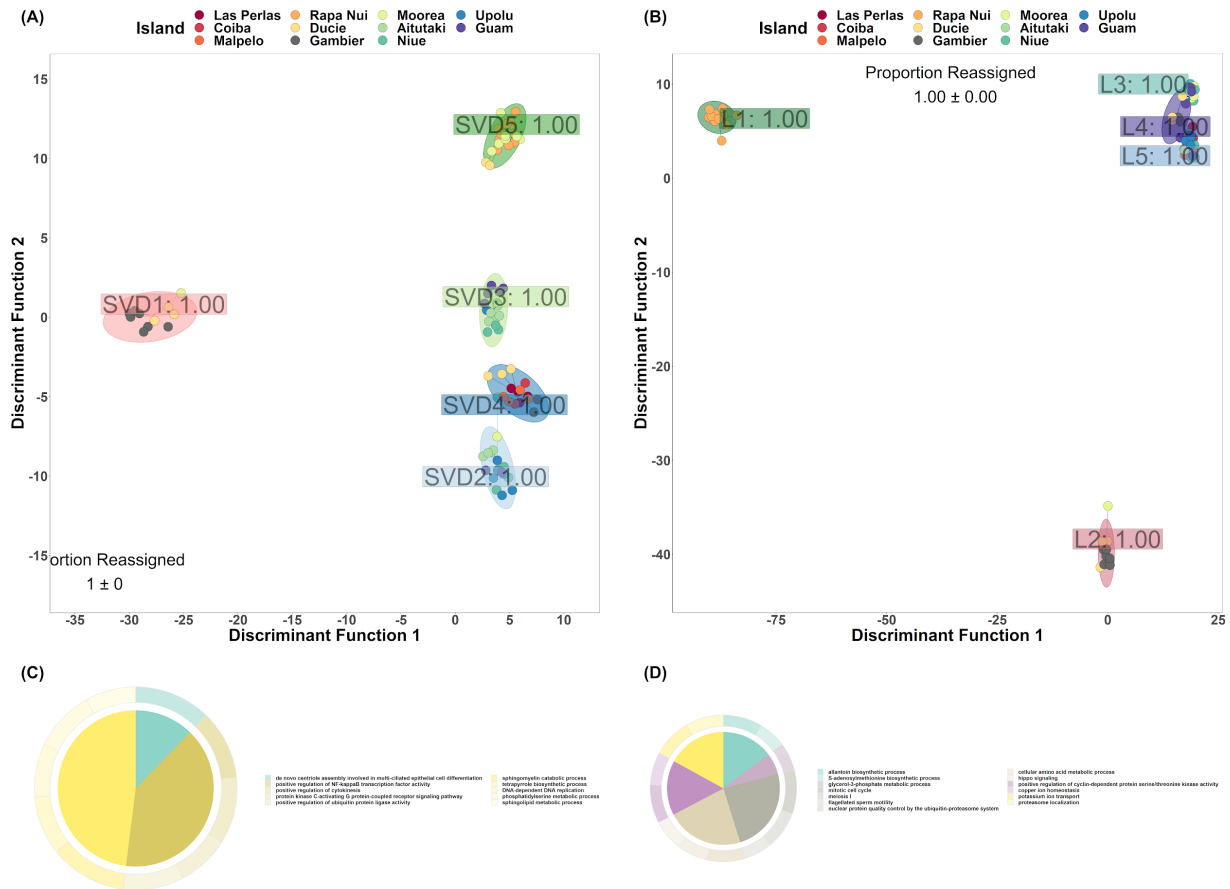 (A)
Island
Las Perlas
Coiba
Malpelo
Rapa Nui
Ducie
Gambier
Moorea
Aitutaki
Niue
Upolu
Guam
Discriminant Function 2
15
10
5
0
-5
-10
-15
SVD5: 1.00
SVD1: 1.00
SVD3: 1.00
SVD4: 1.00
SVD2: 1.00
ortion Reassigned
1 ± 0
-35 -30 -25 -20 -15 -10 -5 0 5 10
Discriminant Function 1
(B)
Island
Las Perlas
Coiba
Malpelo
Rapa Nui
Ducie
Gambier
Moorea
Aitutaki
Niue
Upolu
Guam
Proportion Reassigned
1.00 ± 0.00
Discriminant Function 2
10
0
-10
-20
-30
-40
L1: 1.00
L3: 1.00
L4: 1.00
L5: 1.00
L2: 1.00
-75 -50 -25 0 25
Discriminant Function 1
(C)
de novo centriole assembly involved in multi-ciliated epithelial cell differentiation
positive regulation of NF-kappaB transcription factor activity
positive regulation of cytokinesis
protein kinase C activating G protein-coupled receptor signaling pathway
positive regulation of ubiquitin protein ligase activity
sphingomyelin catabolic process
tetrapyrrole biosynthetic process
DNA-dependent DNA replication
phosphatidylserine metabolic process
sphingolipid metabolic process
(D)
allantoin biosynthetic process
S-adenosylmethionine biosynthetic process
glycerol-3-phosphate metabolic process
mitotic cell cycle
meiosis I
flagellated sperm motility
nuclear protein quality control by the ubiquitin-proteasome system
cellular amino acid metabolic process
hippo signaling
positive regulation of cyclin-dependent protein serine/threonine kinase activity
copper ion homeostasis
potassium ion transport
proteasome localization